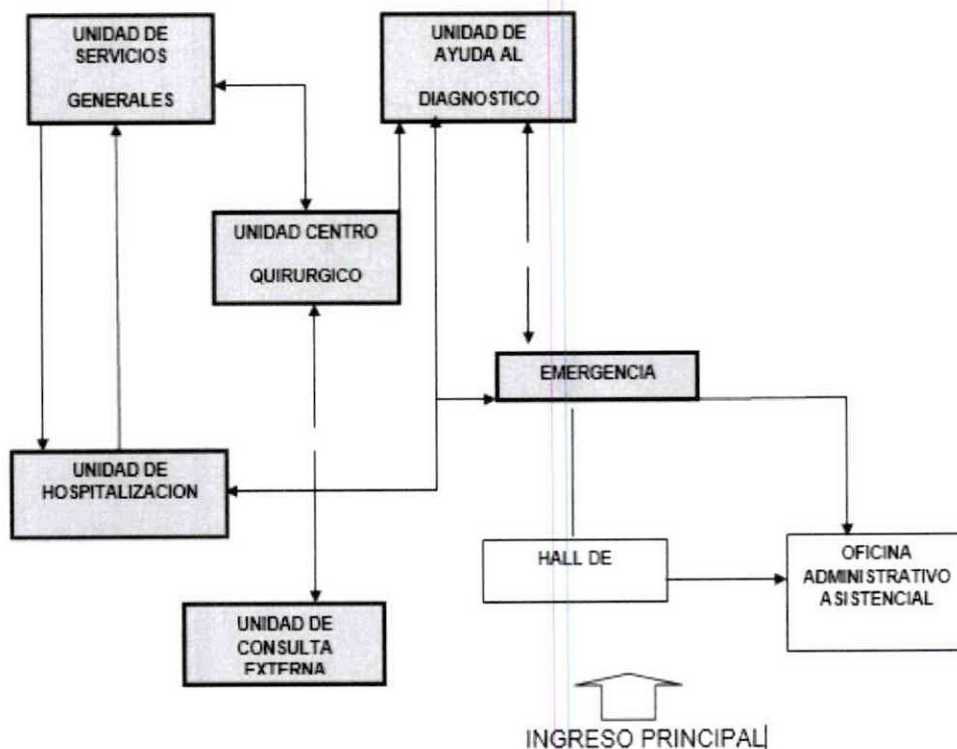 UNIDAD DE
SERVICIOS
GENERALES
UNIDAD DE
AYUDA AL
DIAGNOSTICO
UNIDAD CENTRO
QUIRURGICO
EMERGENCIA
UNIDAD DE
HOSPITALIZACION
HALL DE
OFICINA
ADMINISTRATIVO
ASISTENCIAL
UNIDAD DE
CONSULTA
EXTERNA
INGRESO PRINCIPAL